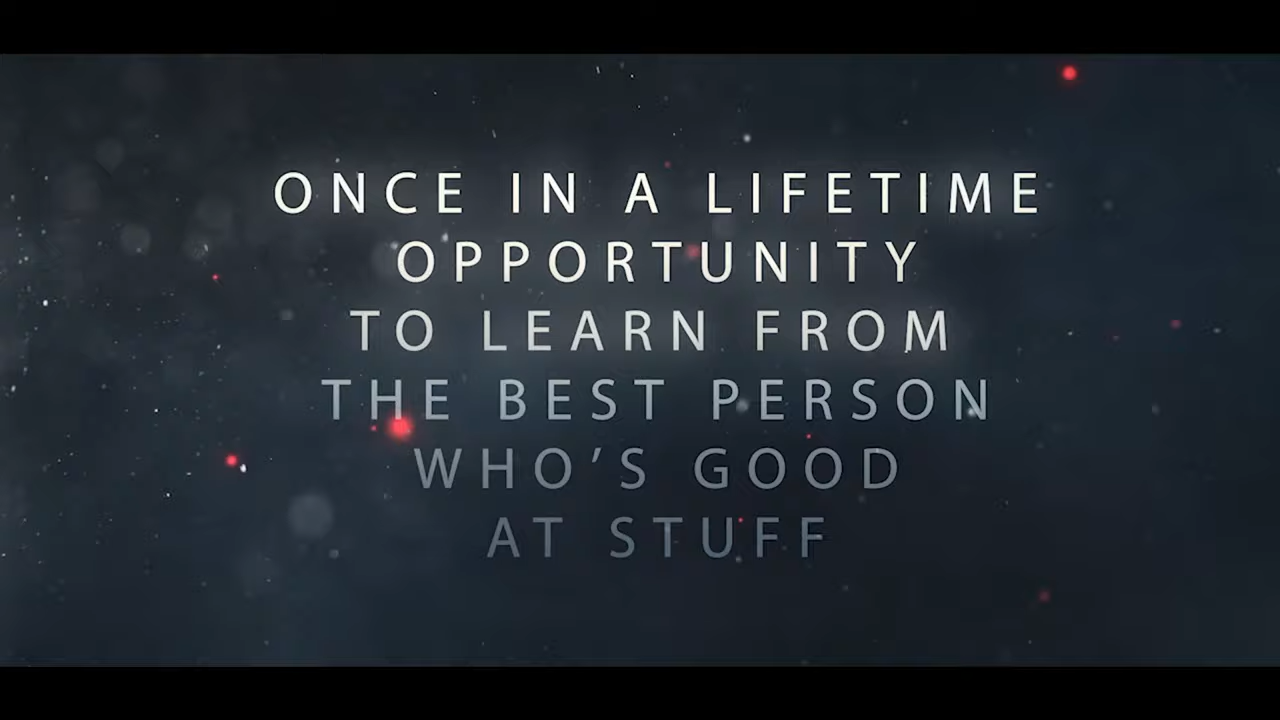 ONCE IN A LIFETIME
OPPORTUNITY
TO LEARN FROM
THE BEST PERSON
WHO’S GOOD
AT STUFF